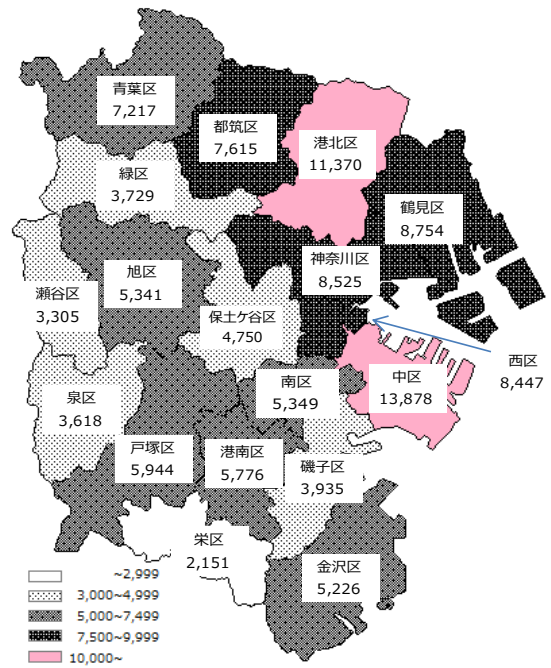 青葉区
7,217
都筑区
7,615
港北区
11,370
緑区
3,729
鶴見区
8,754
神奈川区
8,525
旭区
5,341
瀬谷区
3,305
保土ケ谷区
4,750
西区
8,447
中区
13,878
南区
5,349
泉区
3,618
戸塚区
5,944
港南区
5,776
磯子区
3,935
栄区
2,151
金沢区
5,226
~2,999
3,000~4,999
5,000~7,499
7,500~9,999
10,000~